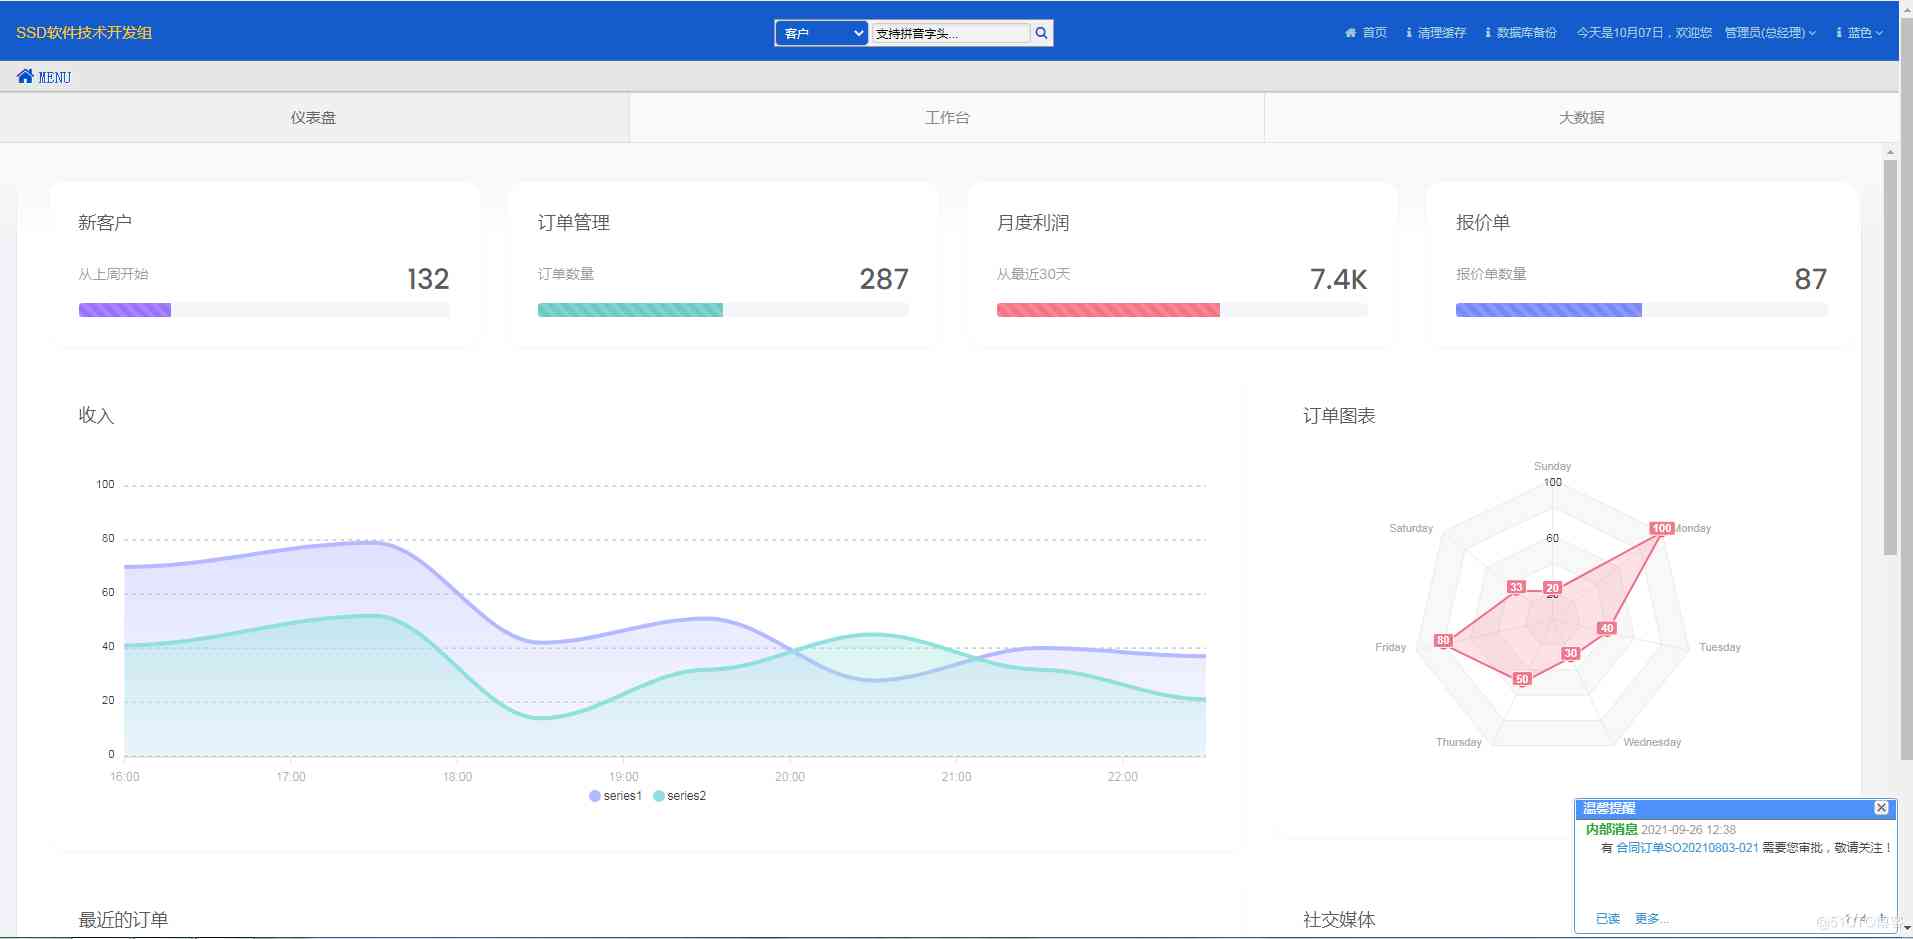 SSD软件技术开发组
客户
支持拼音字头...
首页
清理缓存
数据库备份
今天是10月07日，欢迎您
管理员(总经理)
蓝色
MENU
仪表盘
工作台
大数据
新客户
从上周开始
132
订单管理
订单数量
287
月度利润
从最近30天
7.4K
报价单
报价单数量
87
收入
100
80
60
40
20
0
16:00
17:00
18:00
19:00
20:00
21:00
22:00
series1
series2
订单图表
Sunday
100
Saturday
100
Monday
60
33
20
40
80
30
50
Friday
Tuesday
Thursday
Wednesday
温馨提醒
内部消息 2021-09-26 12:38
有 合同订单SO20210803-021 需要您审批，敬请关注！
已读
更多...
最近的订单
社交媒体